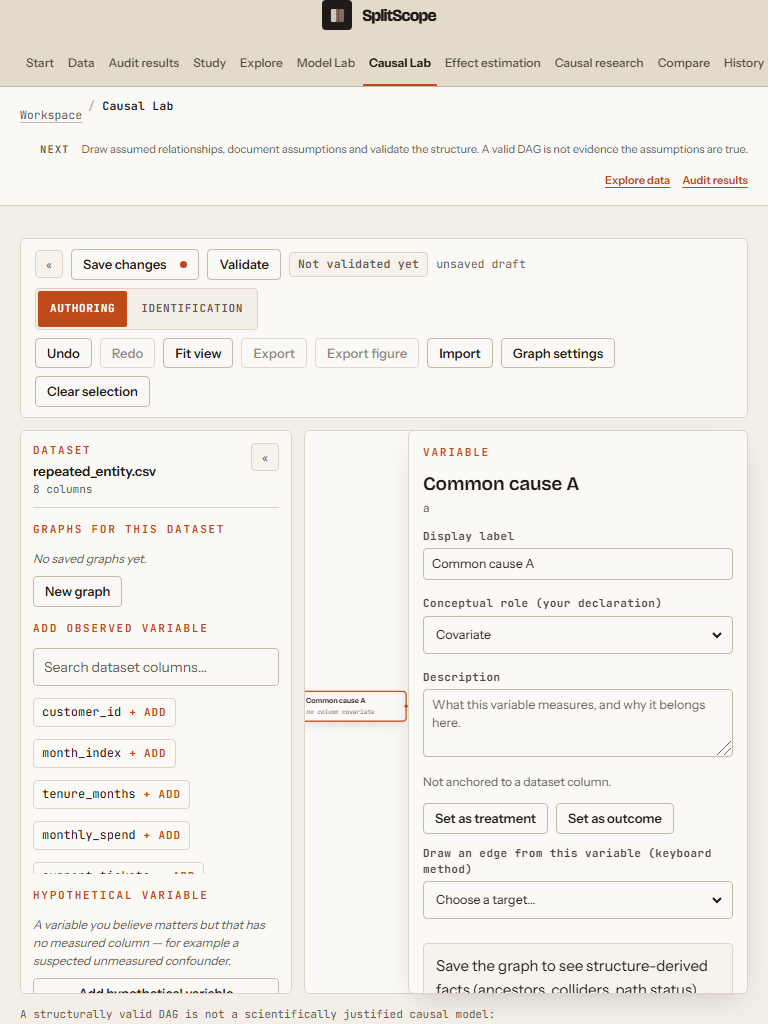 SplitScope
Start Data Audit results Study Explore Model Lab Causal Lab Effect estimation Causal research Compare History
Workspace / Causal Lab
NEXT Draw assumed relationships, document assumptions and validate the structure. A valid DAG is not evidence the assumptions are true.
Explore data Audit results
« Save changes Validate Not validated yet unsaved draft
AUTHORING IDENTIFICATION
Undo Redo Fit view Export Export figure Import Graph settings
Clear selection
DATASET
«
repeated_entity.csv
8 columns
GRAPHS FOR THIS DATASET
No saved graphs yet.
New graph
ADD OBSERVED VARIABLE
Search dataset columns...
customer_id + ADD
month_index + ADD
tenure_months + ADD
monthly_spend + ADD
current_tickets + ADD
HYPOTHETICAL VARIABLE
A variable you believe matters but that has
no measured column — for example a
suspected unmeasured confounder.
Add hypothetical variable
Common cause A
no column covariate
VARIABLE
Common cause A
a
Display label
Common cause A
Conceptual role (your declaration)
Covariate
Description
What this variable measures, and why it belongs
here.
Not anchored to a dataset column.
Set as treatment Set as outcome
Draw an edge from this variable (keyboard
method)
Choose a target...
Save the graph to see structure-derived
facts (ancestors, colliders, path status)
A structurally valid DAG is not a scientifically justified causal model: